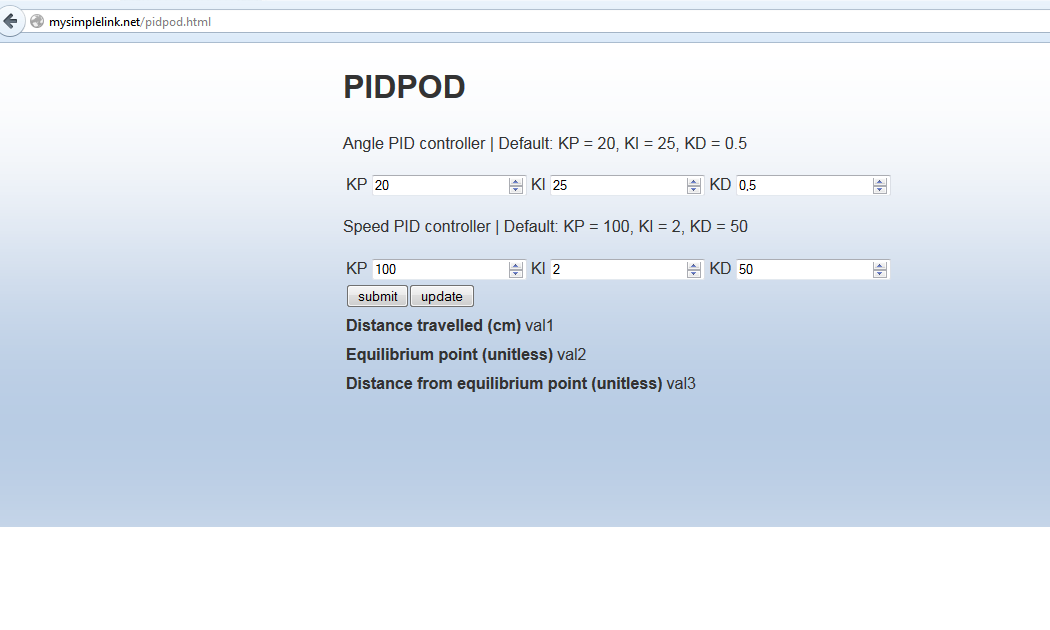 mysimplelink.net/pidpod.html
PIDPOD
Angle PID controller | Default: KP = 20, KI = 25, KD = 0.5
KP 20 KI 25 KD 0,5
Speed PID controller | Default: KP = 100, KI = 2, KD = 50
KP 100 KI 2 KD 50
submit update
Distance travelled (cm) val1
Equilibrium point (unitless) val2
Distance from equilibrium point (unitless) val3